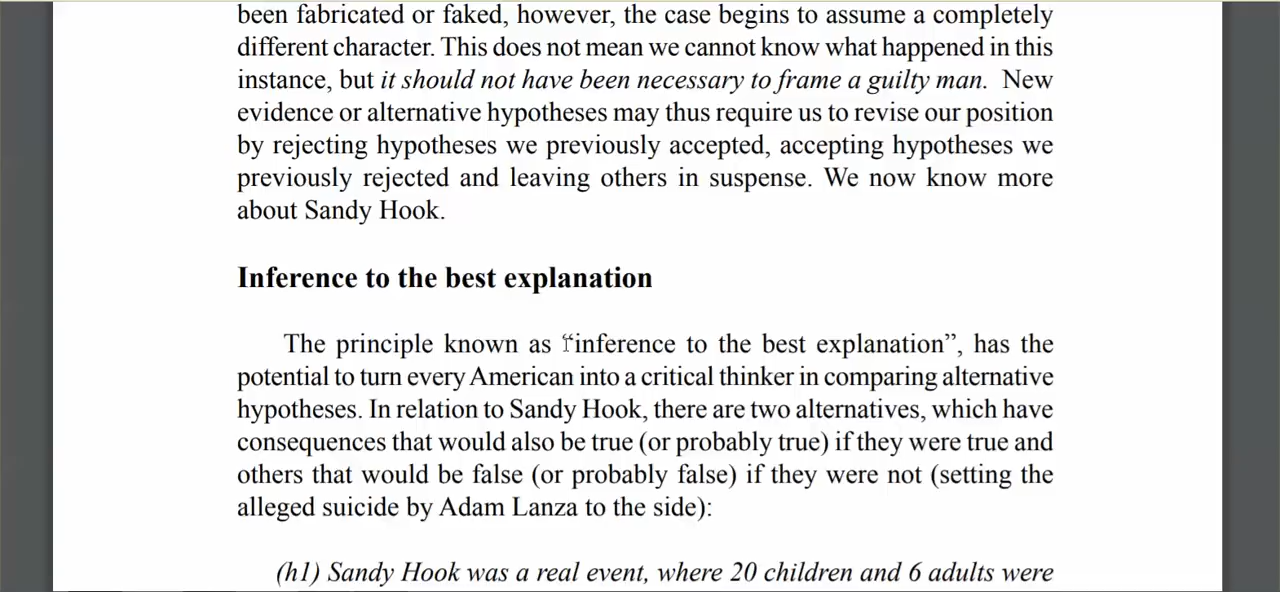 been fabricated or faked, however, the case begins to assume a completely
different character. This does not mean we cannot know what happened in this
instance, but it should not have been necessary to frame a guilty man. New
evidence or alternative hypotheses may thus require us to revise our position
by rejecting hypotheses we previously accepted, accepting hypotheses we
previously rejected and leaving others in suspense. We now know more
about Sandy Hook.
Inference to the best explanation
The principle known as “inference to the best explanation”, has the
potential to turn every American into a critical thinker in comparing alternative
hypotheses. In relation to Sandy Hook, there are two alternatives, which have
consequences that would also be true (or probably true) if they were true and
others that would be false (or probably false) if they were not (setting the
alleged suicide by Adam Lanza to the side):
(h1) Sandy Hook was a real event, where 20 children and 6 adults were